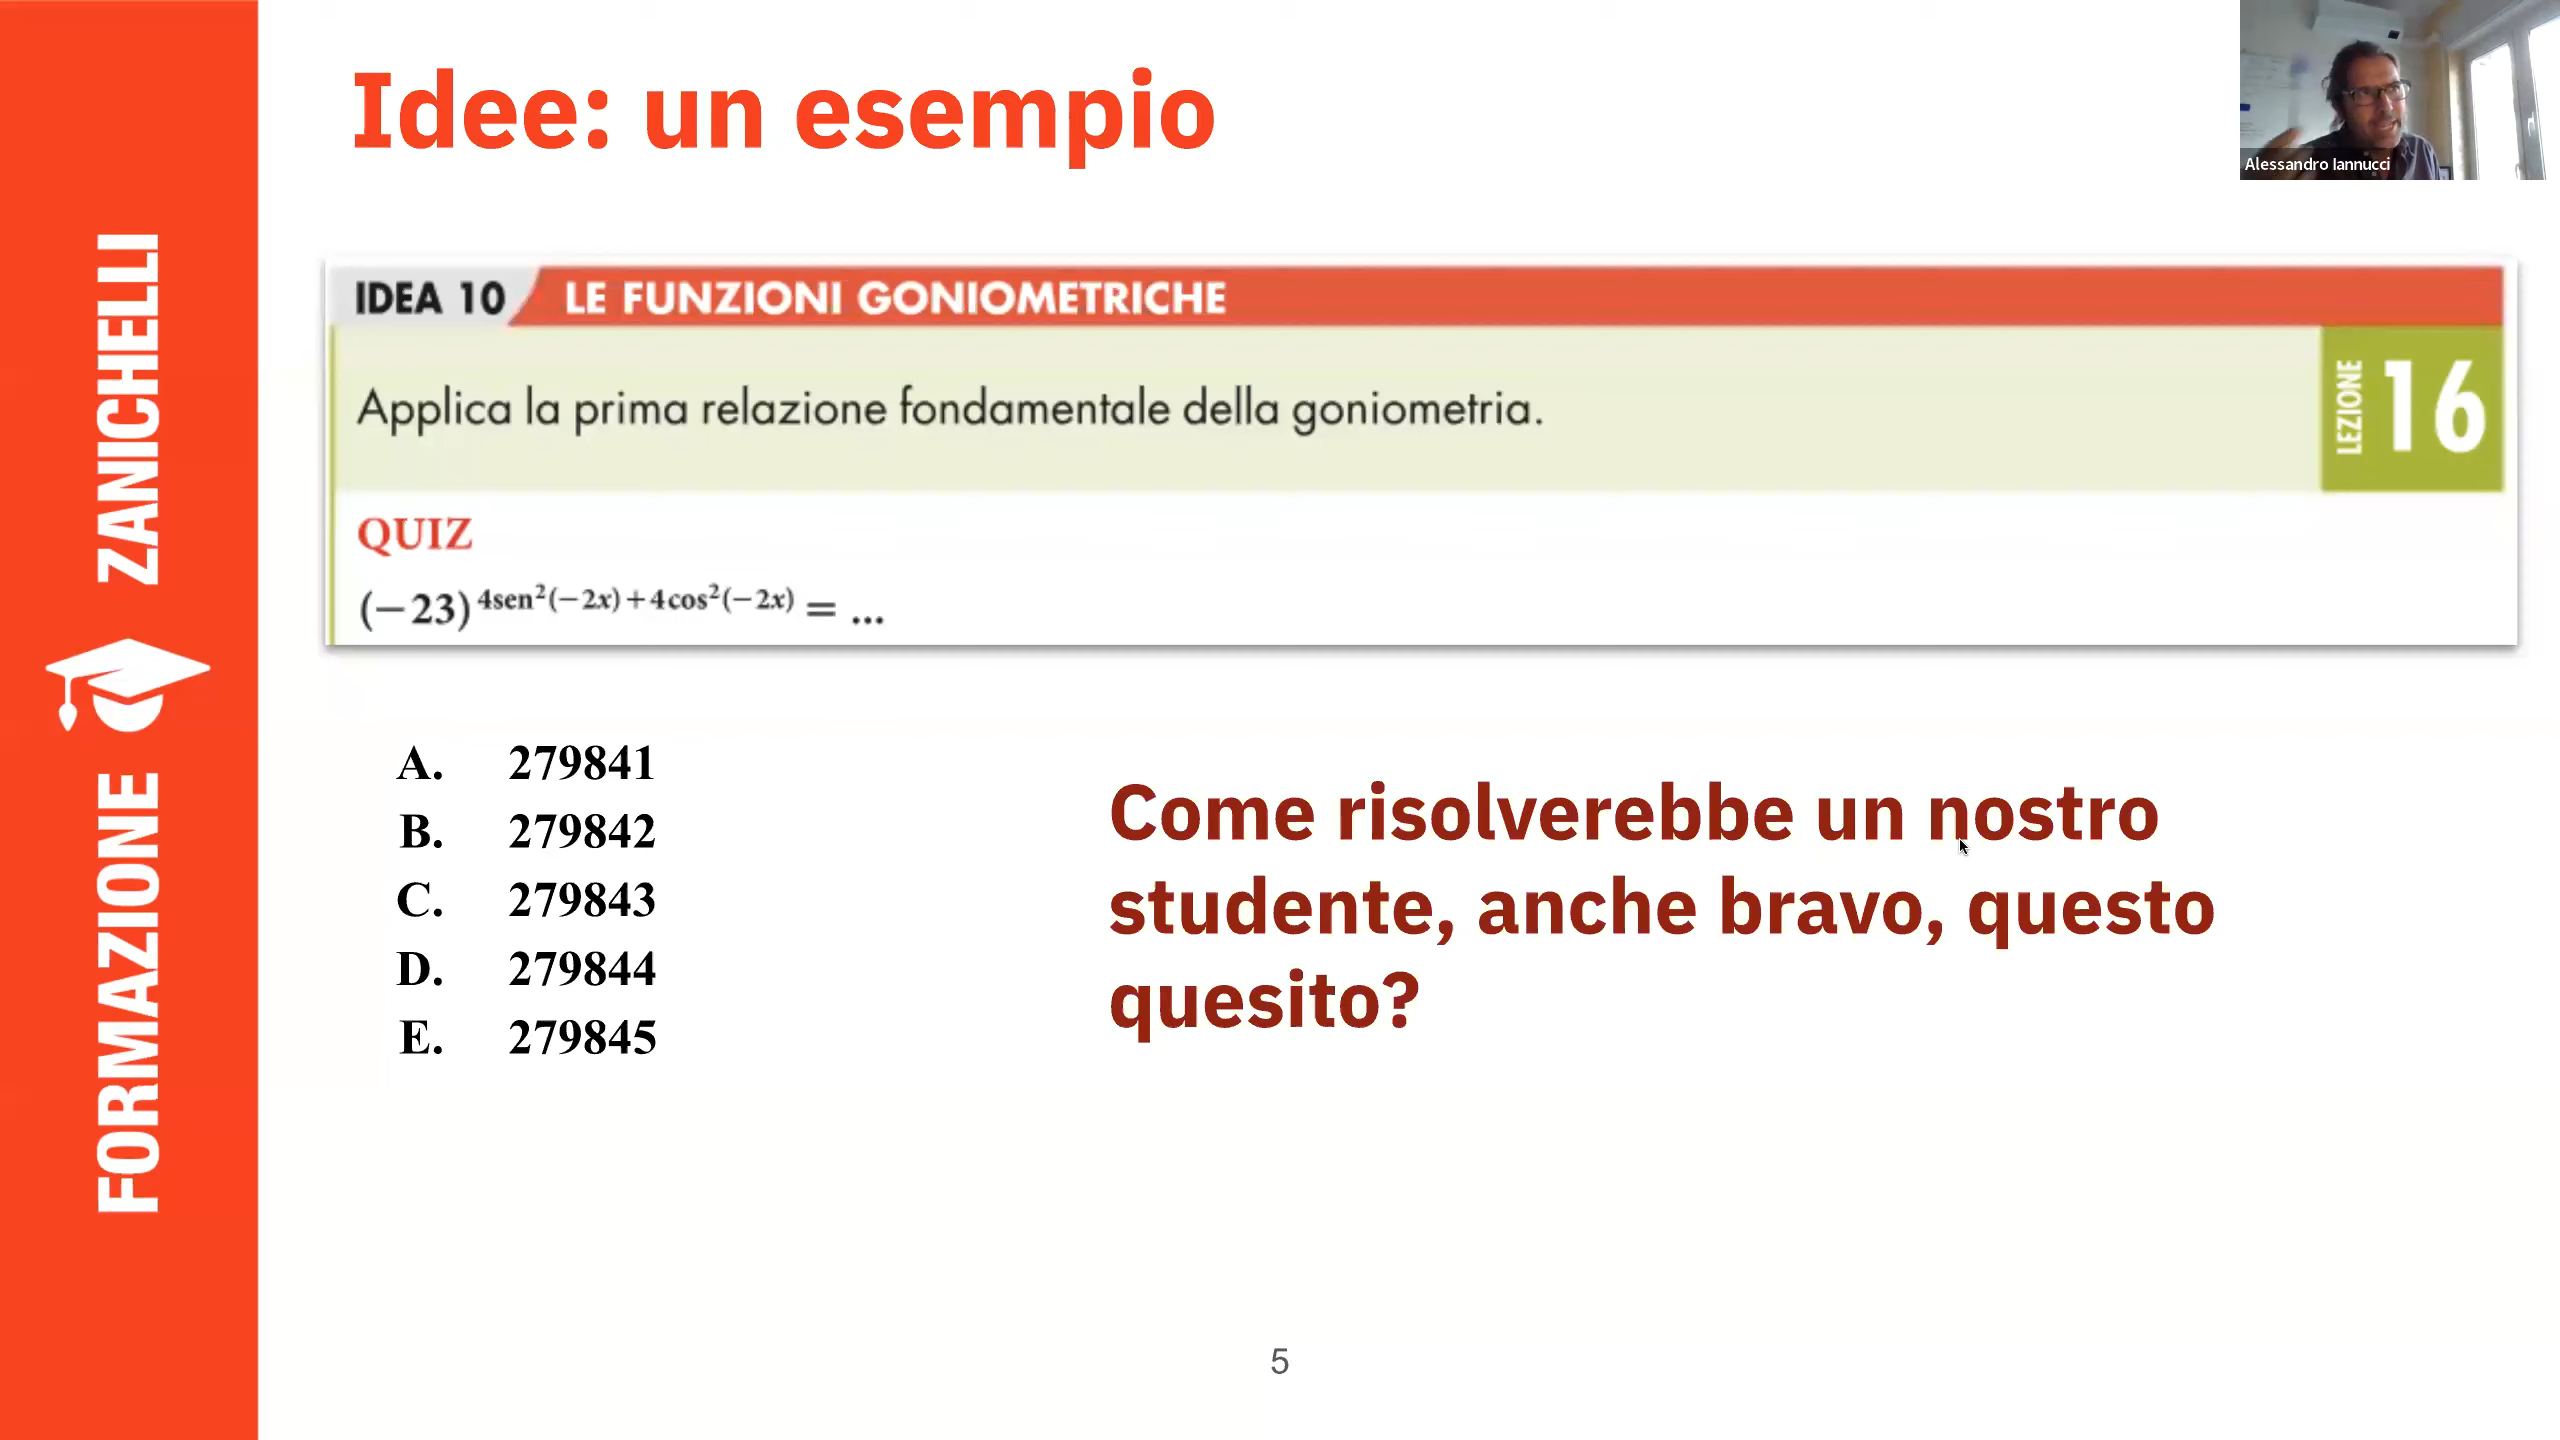 FORMAZIONE ZANICHELLI
Idee: un esempio
Alessandro Iannucci
IDEA 10 LE FUNZIONI GONIOMETRICHE
Applica la prima relazione fondamentale della goniometria.
LEZIONE 16
QUIZ
(−23)^4sen²(−2x)+4cos²(−2x) = ...
A. 279841
B. 279842
C. 279843
D. 279844
E. 279845
Come risolverebbe un nostro
studente, anche bravo, questo
quesito?
5